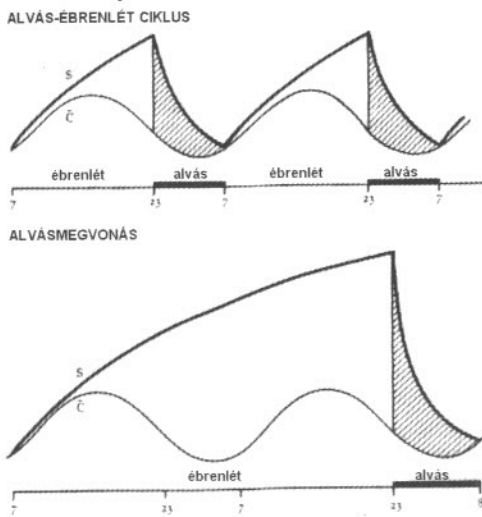 ALVÁS-ÉBRENLÉT CIKLUS
S
Č
ébrenlét alvás ébrenlét alvás
7 23 7 23 7
ALVÁSMEGVONÁS
S
Č
ébrenlét alvás
7 23 7 23 8